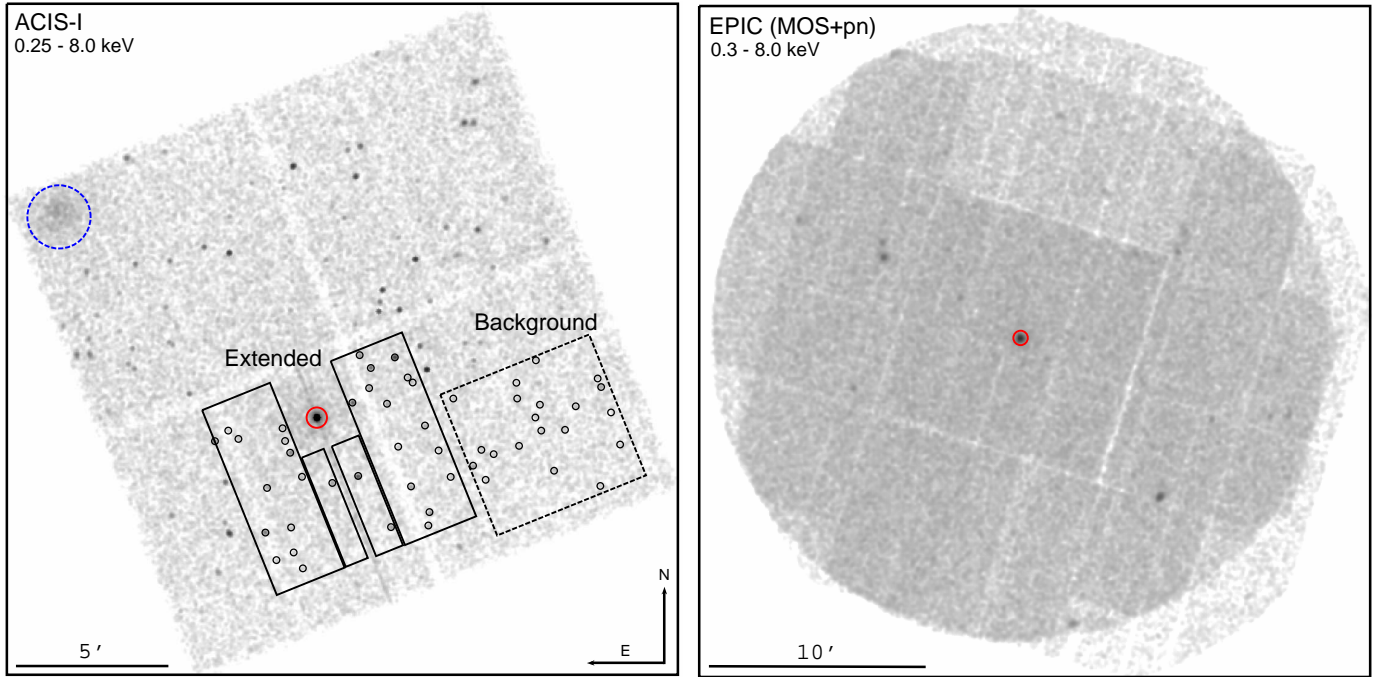 ACIS-I
0.25 - 8.0 keV
Extended
Background
N
E
5′
EPIC (MOS+pn)
0.3 - 8.0 keV
10′